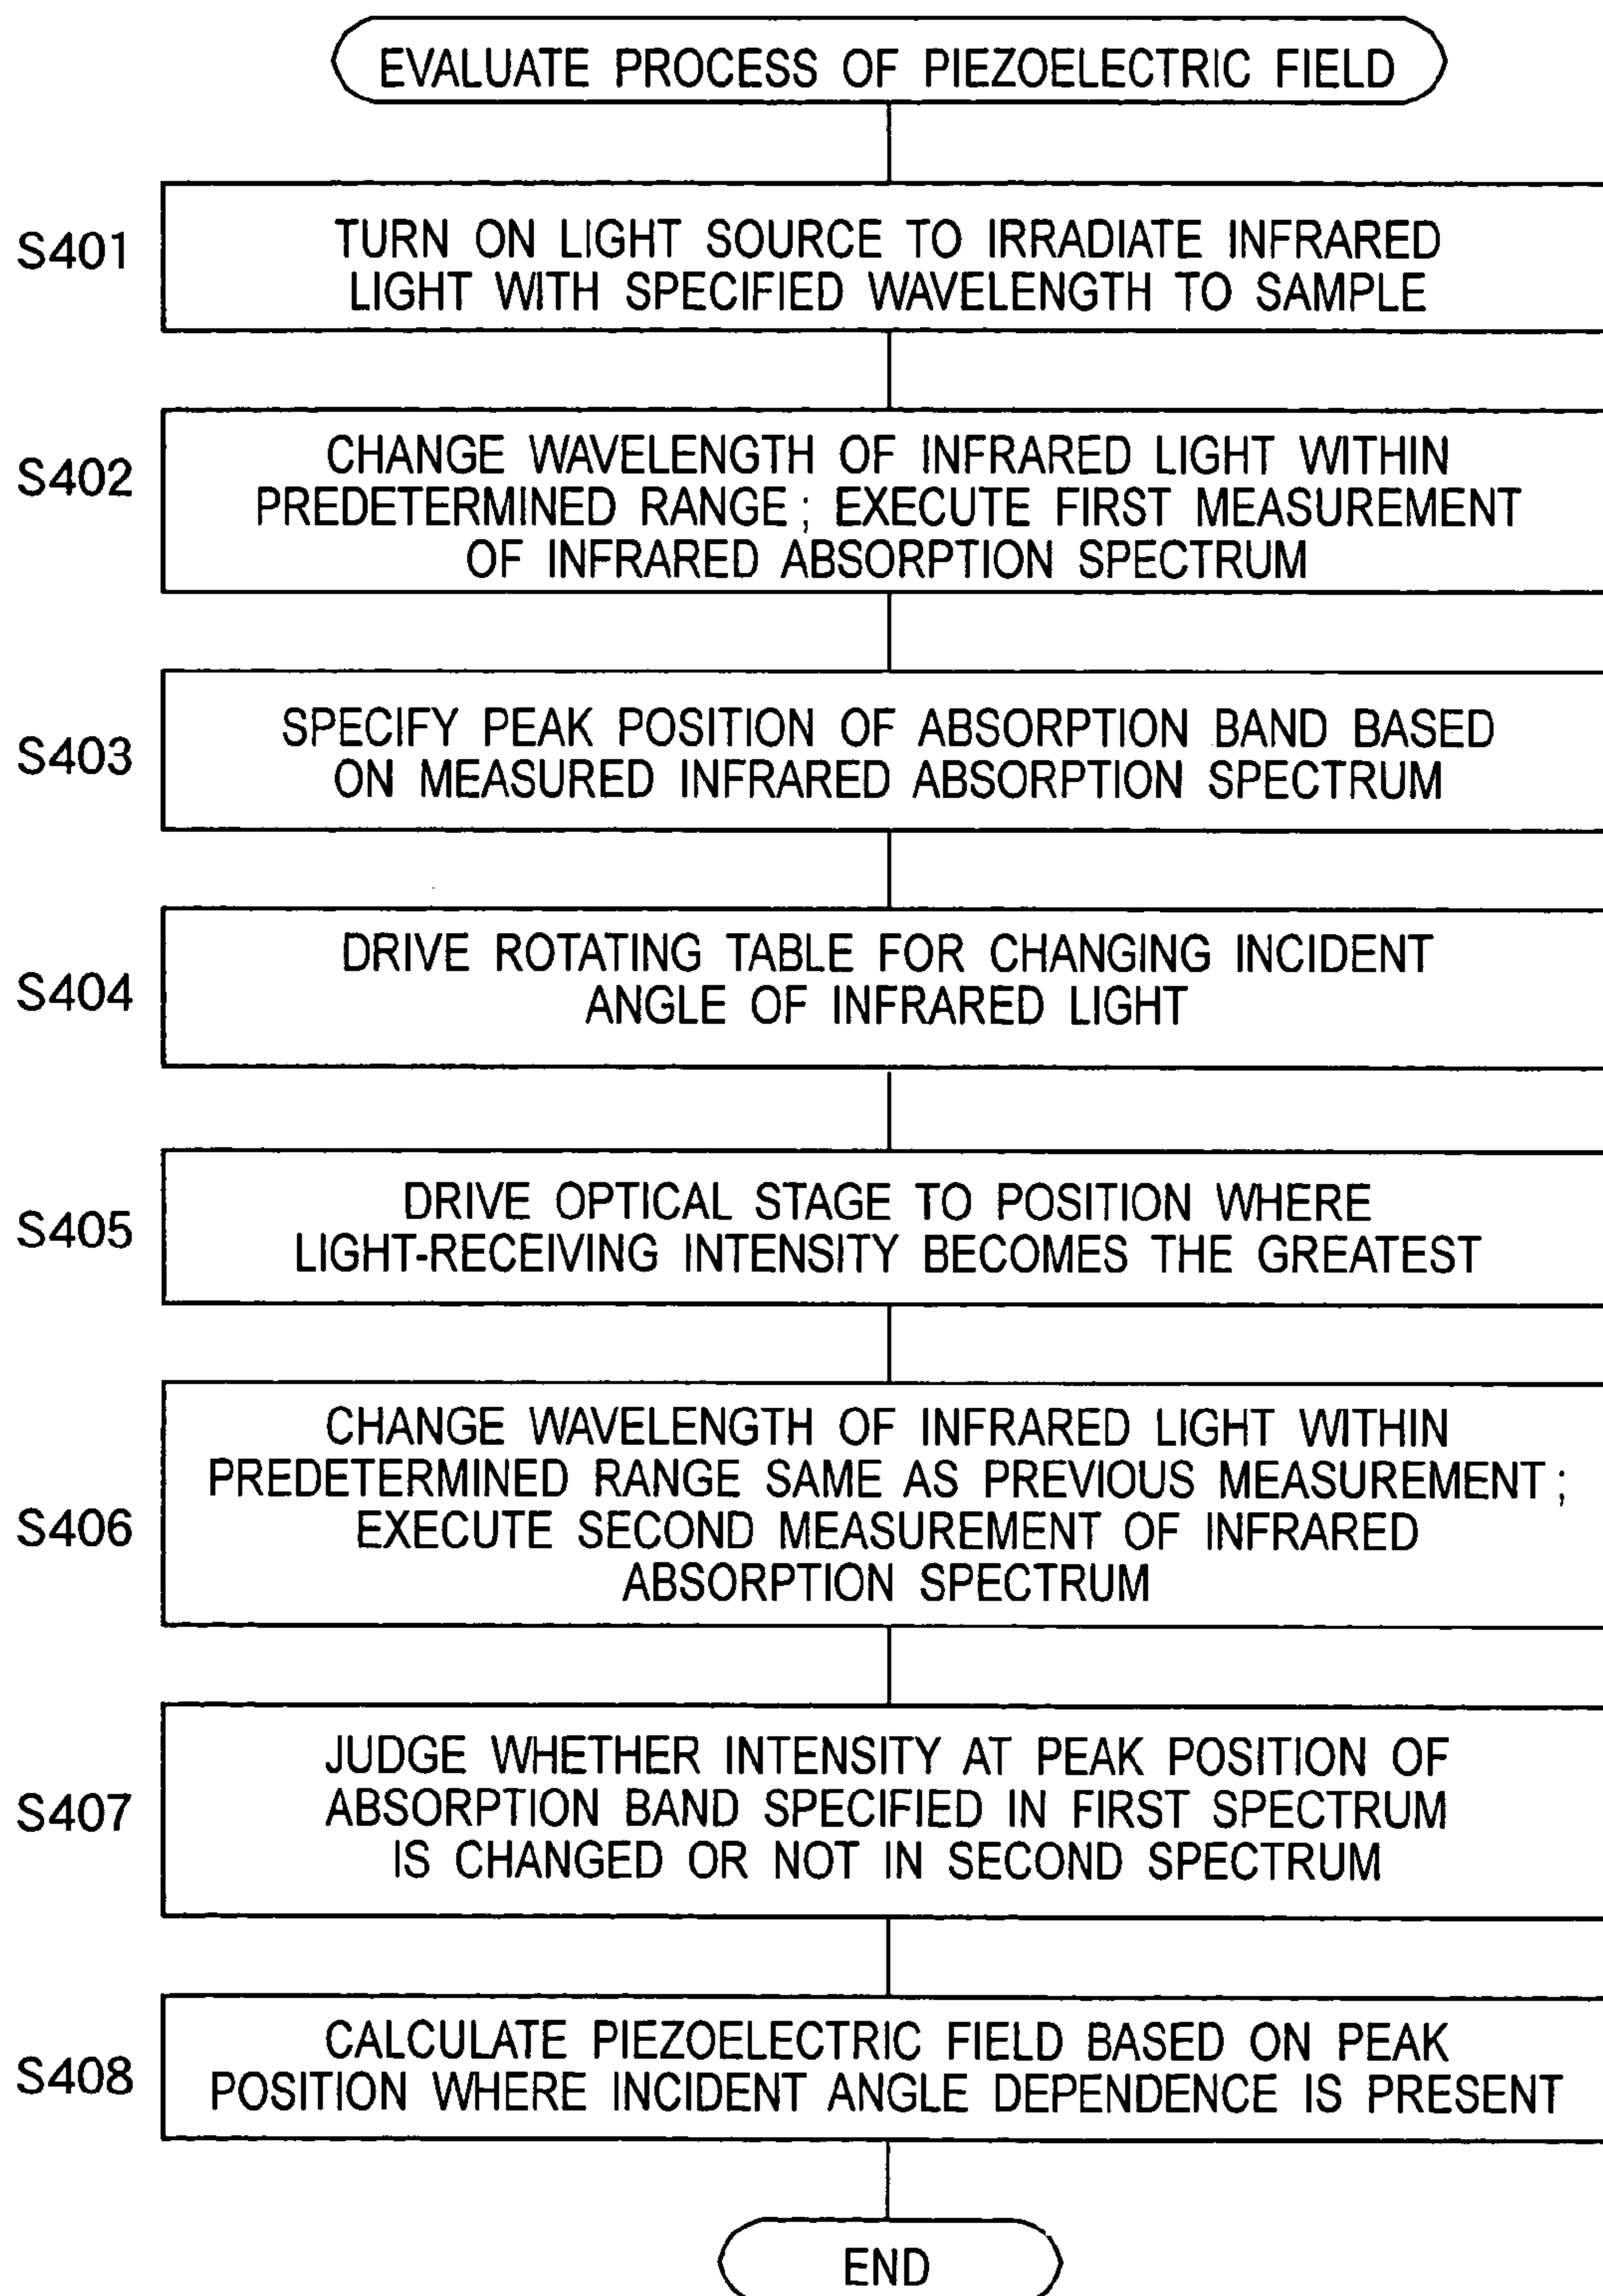 EVALUATE PROCESS OF PIEZOELECTRIC FIELD
S401
TURN ON LIGHT SOURCE TO IRRADIATE INFRARED
LIGHT WITH SPECIFIED WAVELENGTH TO SAMPLE
S402
CHANGE WAVELENGTH OF INFRARED LIGHT WITHIN
PREDETERMINED RANGE; EXECUTE FIRST MEASUREMENT
OF INFRARED ABSORPTION SPECTRUM
S403
SPECIFY PEAK POSITION OF ABSORPTION BAND BASED
ON MEASURED INFRARED ABSORPTION SPECTRUM
S404
DRIVE ROTATING TABLE FOR CHANGING INCIDENT
ANGLE OF INFRARED LIGHT
S405
DRIVE OPTICAL STAGE TO POSITION WHERE
LIGHT-RECEIVING INTENSITY BECOMES THE GREATEST
S406
CHANGE WAVELENGTH OF INFRARED LIGHT WITHIN
PREDETERMINED RANGE SAME AS PREVIOUS MEASUREMENT;
EXECUTE SECOND MEASUREMENT OF INFRARED
ABSORPTION SPECTRUM
S407
JUDGE WHETHER INTENSITY AT PEAK POSITION OF
ABSORPTION BAND SPECIFIED IN FIRST SPECTRUM
IS CHANGED OR NOT IN SECOND SPECTRUM
S408
CALCULATE PIEZOELECTRIC FIELD BASED ON PEAK
POSITION WHERE INCIDENT ANGLE DEPENDENCE IS PRESENT
END